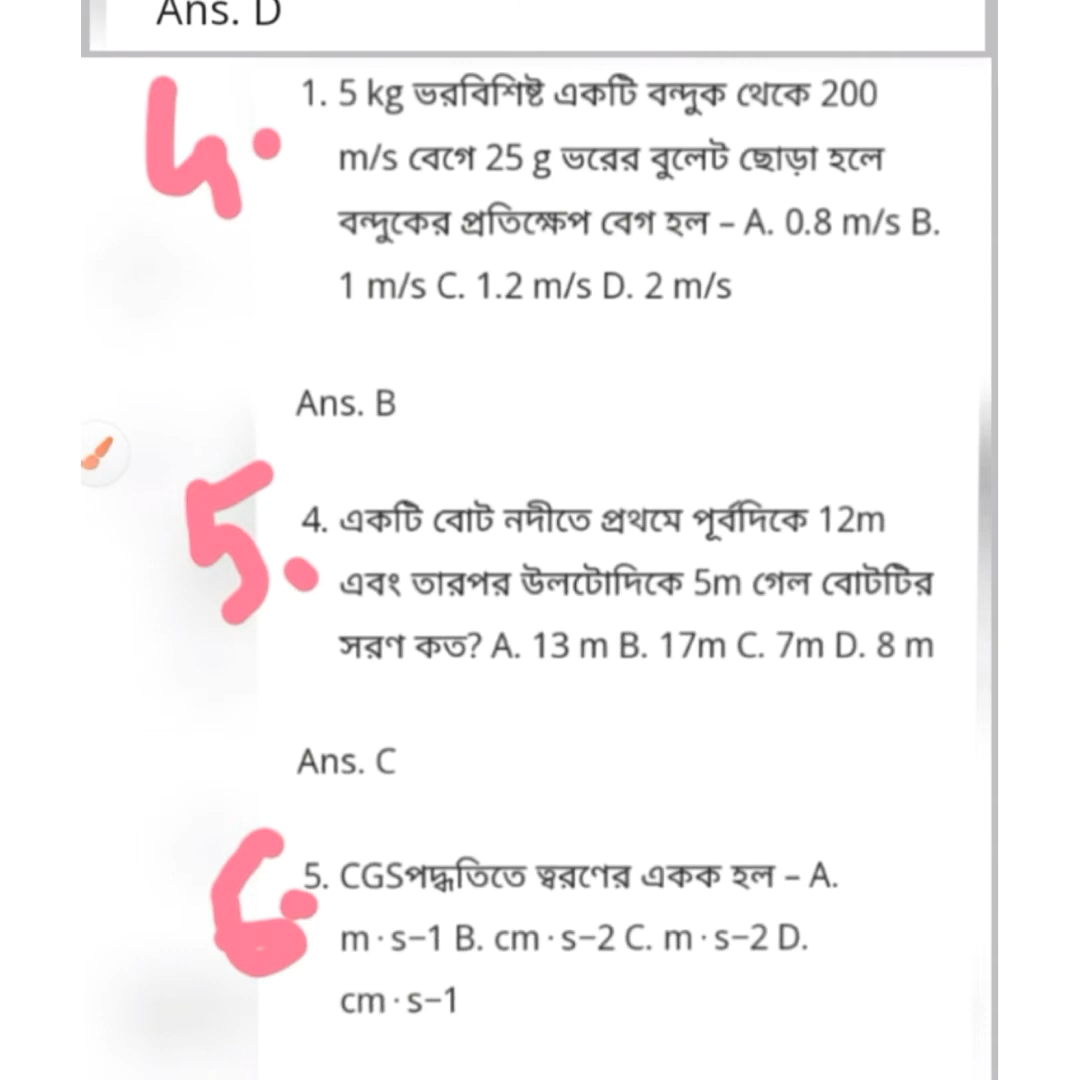 Ans. D
4.
1. 5 kg ভরবিশিষ্ট একটি বন্দুক থেকে 200
m/s বেগে 25 g ভরের বুলেট ছোড়া হলে
বন্দুকের প্রতিক্ষেপ বেগ হল – A. 0.8 m/s B.
1 m/s C. 1.2 m/s D. 2 m/s
Ans. B
5.
4. একটি বোট নদীতে প্রথমে পূর্বদিকে 12m
এবং তারপর উলটোদিকে 5m গেল বোটটির
সরণ কত? A. 13 m B. 17m C. 7m D. 8 m
Ans. C
6.
5. CGSপদ্ধতিতে ত্বরণের একক হল – A.
m · s−1 B. cm · s−2 C. m · s−2 D.
cm · s−1